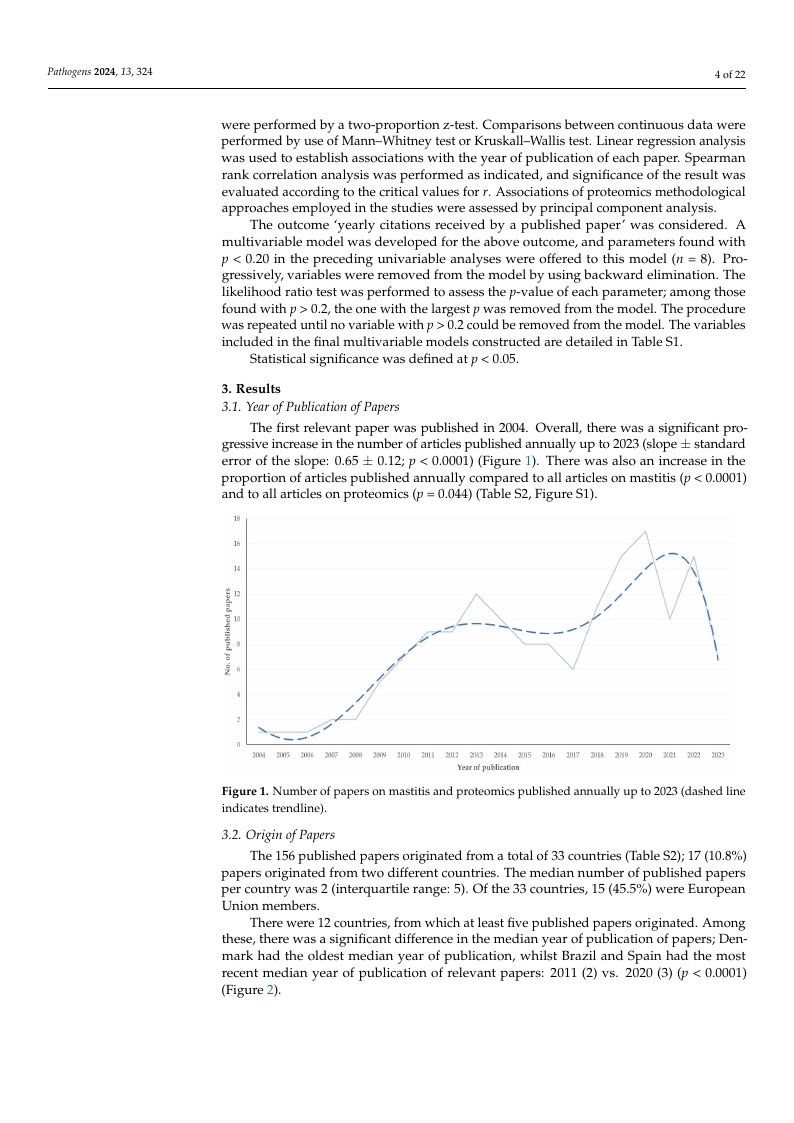 Pathogens 2024, 13, 324
4 of 22
were performed by a two-proportion z-test. Comparisons between continuous data were
performed by use of Mann–Whitney test or Kruskall–Wallis test. Linear regression analysis
was used to establish associations with the year of publication of each paper. Spearman
rank correlation analysis was performed as indicated, and significance of the result was
evaluated according to the critical values for r. Associations of proteomics methodological
approaches employed in the studies were assessed by principal component analysis.
The outcome ‘yearly citations received by a published paper’ was considered. A
multivariable model was developed for the above outcome, and parameters found with
p < 0.20 in the preceding univariable analyses were offered to this model (n = 8). Pro-
gressively, variables were removed from the model by using backward elimination. The
likelihood ratio test was performed to assess the p-value of each parameter; among those
found with p > 0.2, the one with the largest p was removed from the model. The procedure
was repeated until no variable with p > 0.2 could be removed from the model. The variables
included in the final multivariable models constructed are detailed in Table S1.
Statistical significance was defined at p < 0.05.
3. Results
3.1. Year of Publication of Papers
The first relevant paper was published in 2004. Overall, there was a significant pro-
gressive increase in the number of articles published annually up to 2023 (slope ± standard
error of the slope: 0.65 ± 0.12; p < 0.0001) (Figure 1). There was also an increase in the
proportion of articles published annually compared to all articles on mastitis (p < 0.0001)
and to all articles on proteomics (p = 0.044) (Table S2, Figure S1).
18
16
14
12
10
8
6
4
2
0
No. of published papers
2004 2005 2006 2007 2008 2009 2010 2011 2012 2013 2014 2015 2016 2017 2018 2019 2020 2021 2022 2023
Year of publication
Figure 1. Number of papers on mastitis and proteomics published annually up to 2023 (dashed line
indicates trendline).
3.2. Origin of Papers
The 156 published papers originated from a total of 33 countries (Table S2); 17 (10.8%)
papers originated from two different countries. The median number of published papers
per country was 2 (interquartile range: 5). Of the 33 countries, 15 (45.5%) were European
Union members.
There were 12 countries, from which at least five published papers originated. Among
these, there was a significant difference in the median year of publication of papers; Den-
mark had the oldest median year of publication, whilst Brazil and Spain had the most
recent median year of publication of relevant papers: 2011 (2) vs. 2020 (3) (p < 0.0001)
(Figure 2).